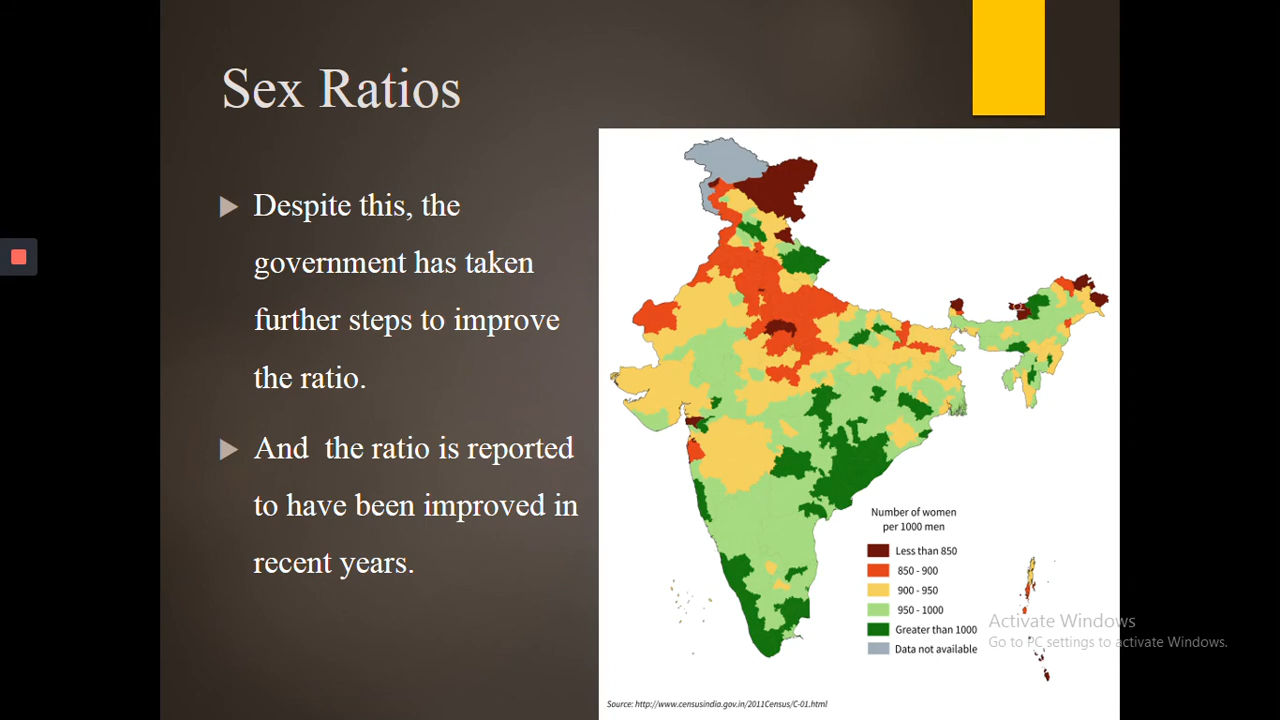 Sex Ratios
Despite this, the
government has taken
further steps to improve
the ratio.
And  the ratio is reported
to have been improved in
recent years.
Number of women
per 1000 men
Less than 850
850 - 900
900 - 950
950 - 1000
Greater than 1000
Data not available
Activate Windows
Go to PC settings to activate Windows.
Source: http://www.censusindia.gov.in/2011Census/C-01.html